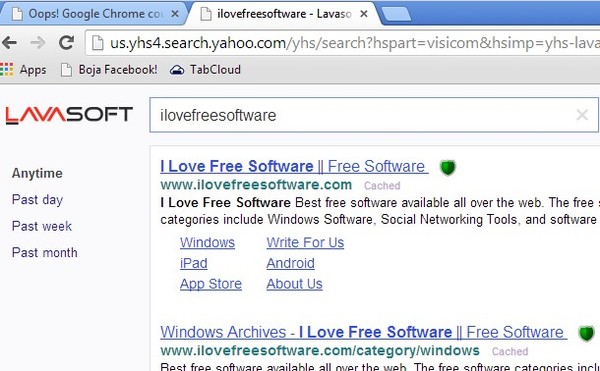 Oops! Google Chrome cou
ilovefreesoftware - Lavaso
us.yhs4.search.yahoo.com/yhs/search?hspart=visicom&hsimp=yhs-lava
Apps Boja Facebook! TabCloud
LAVASOFT ilovefreesoftware
Anytime
Past day
Past week
Past month
I Love Free Software || Free Software
www.ilovefreesoftware.com Cached
I Love Free Software Best free software available all over the web. The free s
categories include Windows Software, Social Networking Tools, and software
Windows Write For Us
iPad Android
App Store About Us
Windows Archives - I Love Free Software || Free Software
www.ilovefreesoftware.com/category/windows Cached
Best free software available all over the web. The free software categories inclu